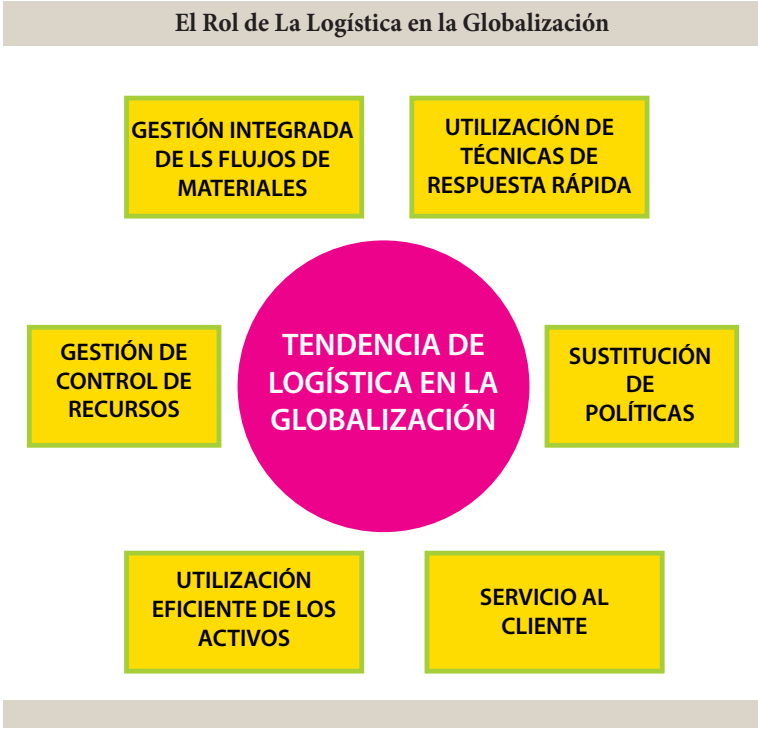 El Rol de La Logística en la Globalización
GESTIÓN INTEGRADA
DE LS FLUJOS DE
MATERIALES
UTILIZACIÓN DE
TÉCNICAS DE
RESPUESTA RÁPIDA
GESTIÓN DE
CONTROL DE
RECURSOS
TENDENCIA DE
LOGÍSTICA EN LA
GLOBALIZACIÓN
SUSTITUCIÓN
DE
POLÍTICAS
UTILIZACIÓN
EFICIENTE DE LOS
ACTIVOS
SERVICIO AL
CLIENTE